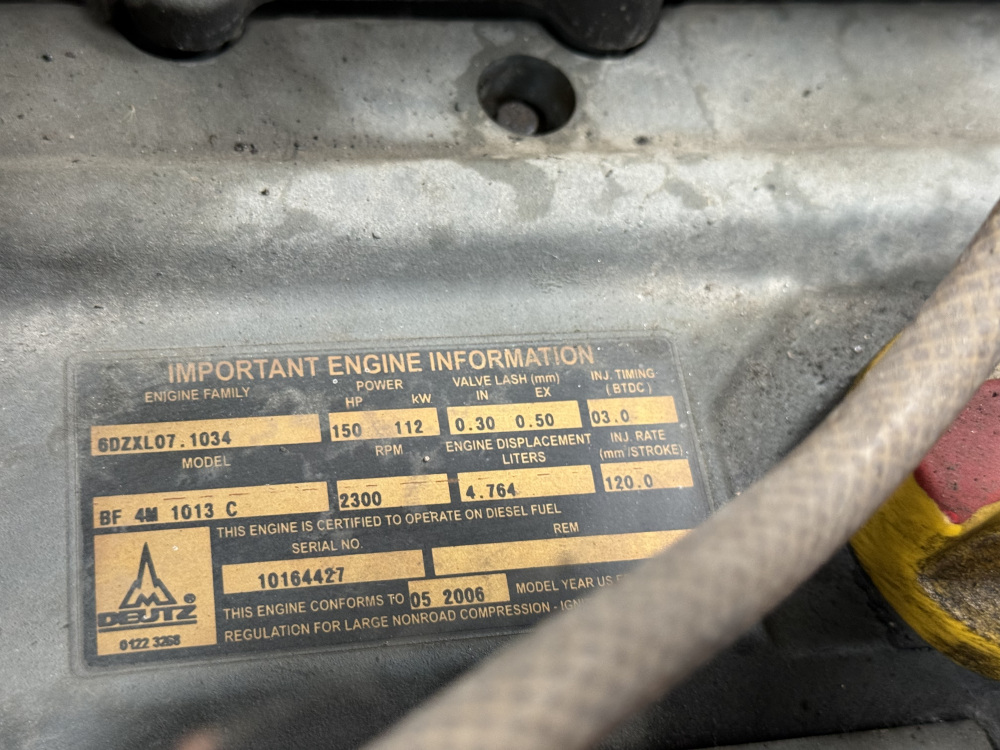 IMPORTANT ENGINE INFORMATION
ENIGINE FAMILY POWER VALVE LASH (mm) INJ. TIMING
HP kW IN EX (BTDC)
6DZXL07.1034 150 112 0.30 0.50 03.0
MODEL RPM ENGINE DISPLACEMENT INJ. RATE
LITERS (mm /STROKE)
BF 4M 1013 C 2300 4.764 120.0
THIS ENGINE IS CERTIFIED TO OPERATE ON DIESEL FUEL
SERIAL NO. REM
10164427
THIS ENGINE CONFORMS TO 05 2006 MODEL YEAR US
REGULATION FOR LARGE NONROAD COMPRESSION -
DEUTZ®
0122 3268